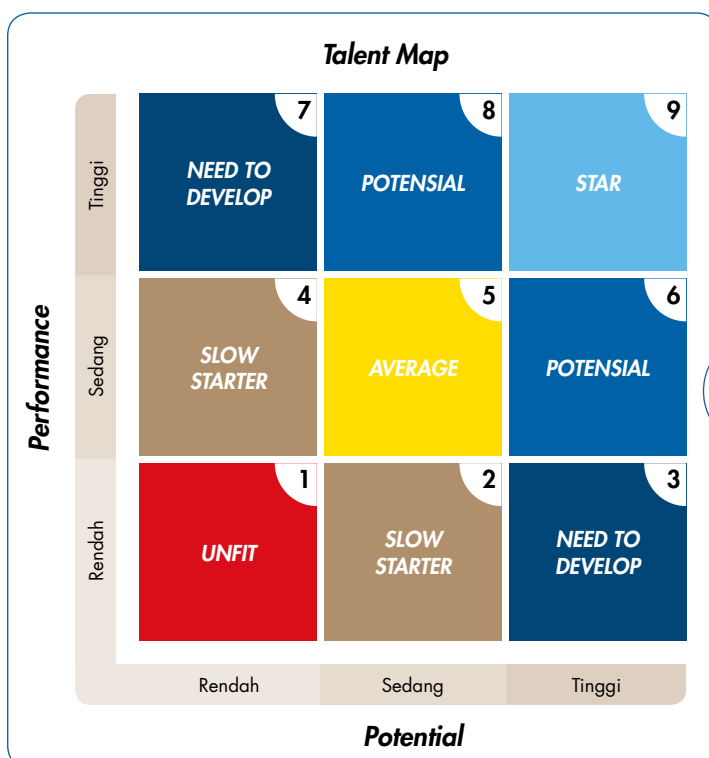 Talent Map
Performance
Tinggi
7
NEED TO
DEVELOP
8
POTENSIAL
9
STAR
Sedang
4
SLOW
STARTER
5
AVERAGE
6
POTENSIAL
Rendah
1
UNFIT
2
SLOW
STARTER
3
NEED TO
DEVELOP
Rendah
Sedang
Tinggi
Potential